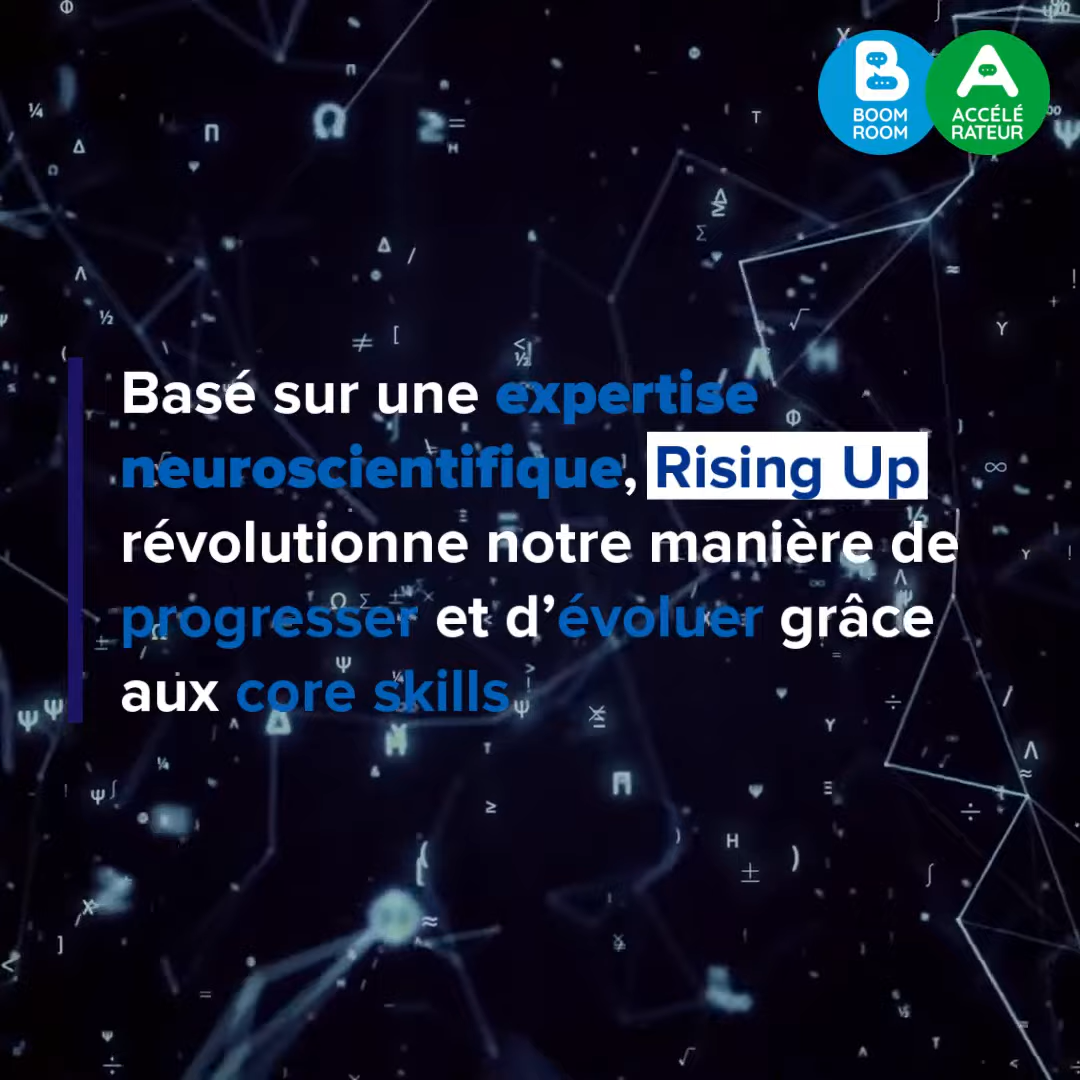 B
BOOM
ROOM
A
ACCÉLÉ
RATEUR
Basé sur une expertise
neuroscientifique, Rising Up
révolutionne notre manière de
progresser et d’évoluer grâce
aux core skills